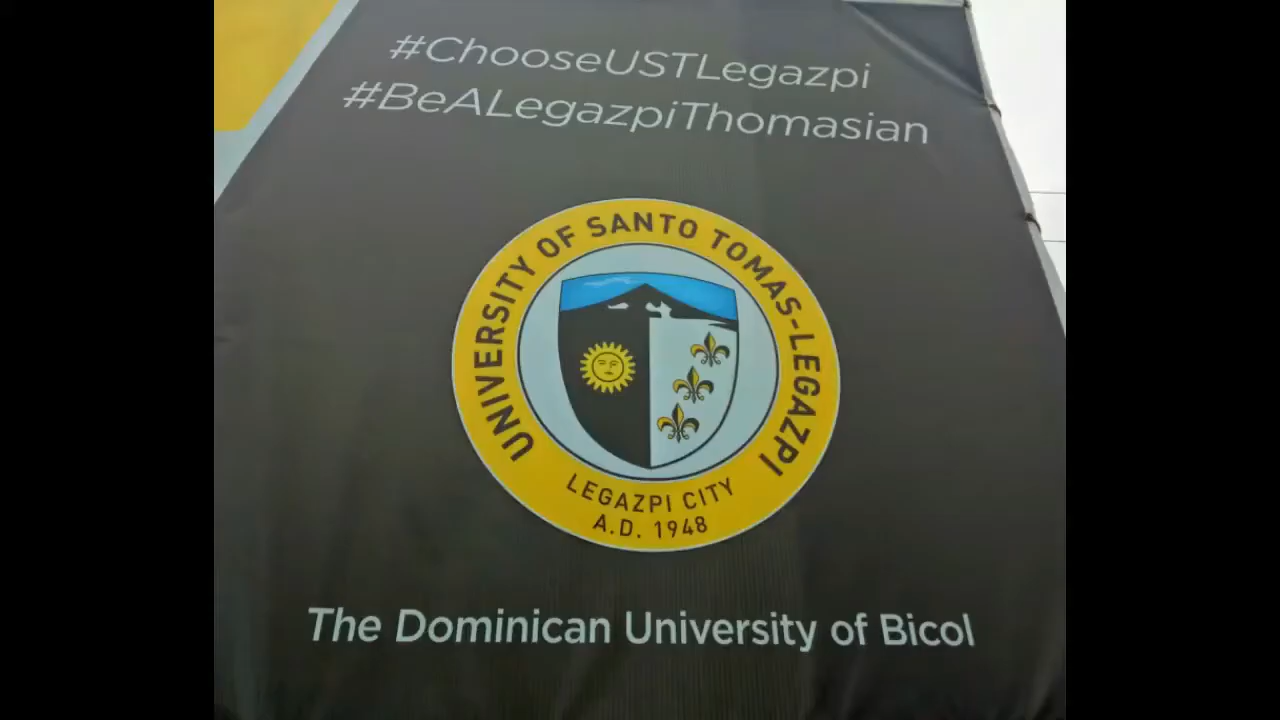 #ChooseUSTLegazpi
#BeALegazpiThomasian
UNIVERSITY OF SANTO TOMAS-LEGAZPI
LEGAZPI CITY
A.D. 1948
The Dominican University of Bicol